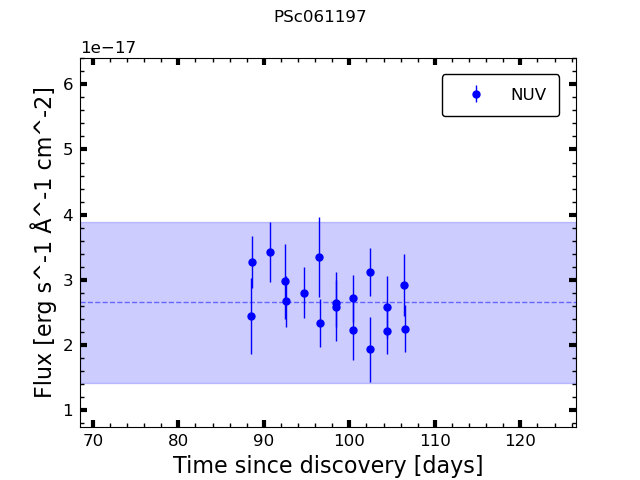 PSc061197
1e−17
NUV
6
5
4
3
2
1
Flux [erg s^-1 Å^-1 cm^-2]
70 80 90 100 110 120
Time since discovery [days]